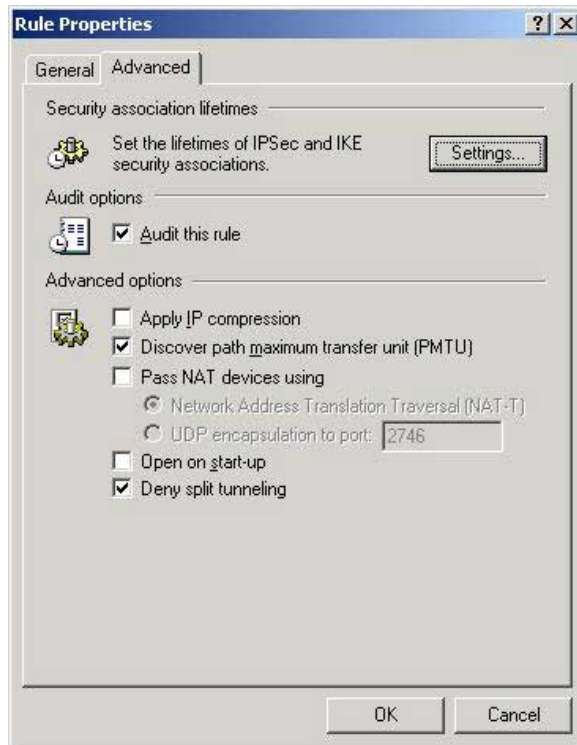 Rule Properties
General
Advanced
Security association lifetimes
Set the lifetimes of IPSec and IKE
security associations.
Settings...
Audit options
Audit this rule
Advanced options
Apply IP compression
Discover path maximum transfer unit (PMTU)
Pass NAT devices using
Network Address Translation Traversal (NAT-T)
UDP encapsulation to port: 2746
Open on start-up
Deny split tunneling
OK
Cancel